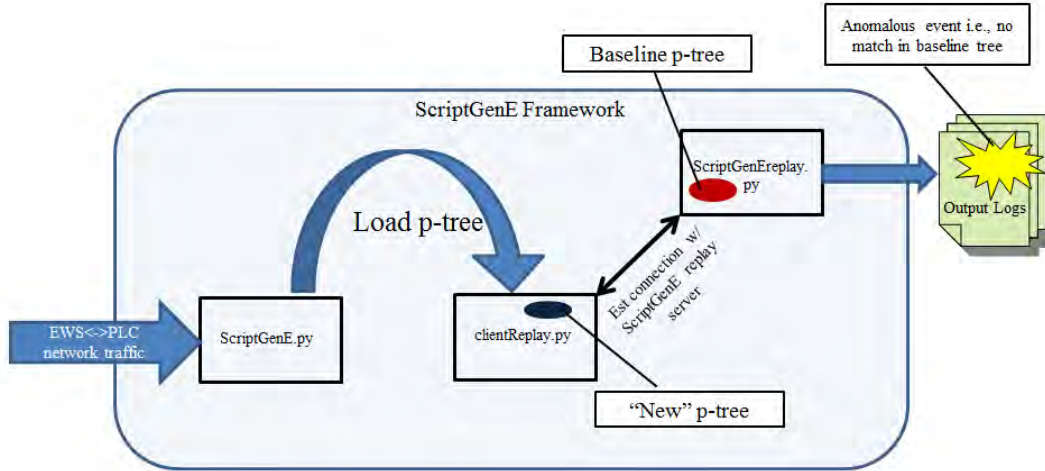 Anomalous event i.e., no
match in baseline tree
Baseline p-tree
ScriptGenE Framework
ScriptGenEreplay.
py
Output Logs
Load p-tree
Est connection w/
ScriptGenE replay
server
EWS<->PLC
network traffic
ScriptGenE.py
clientReplay.py
“New” p-tree